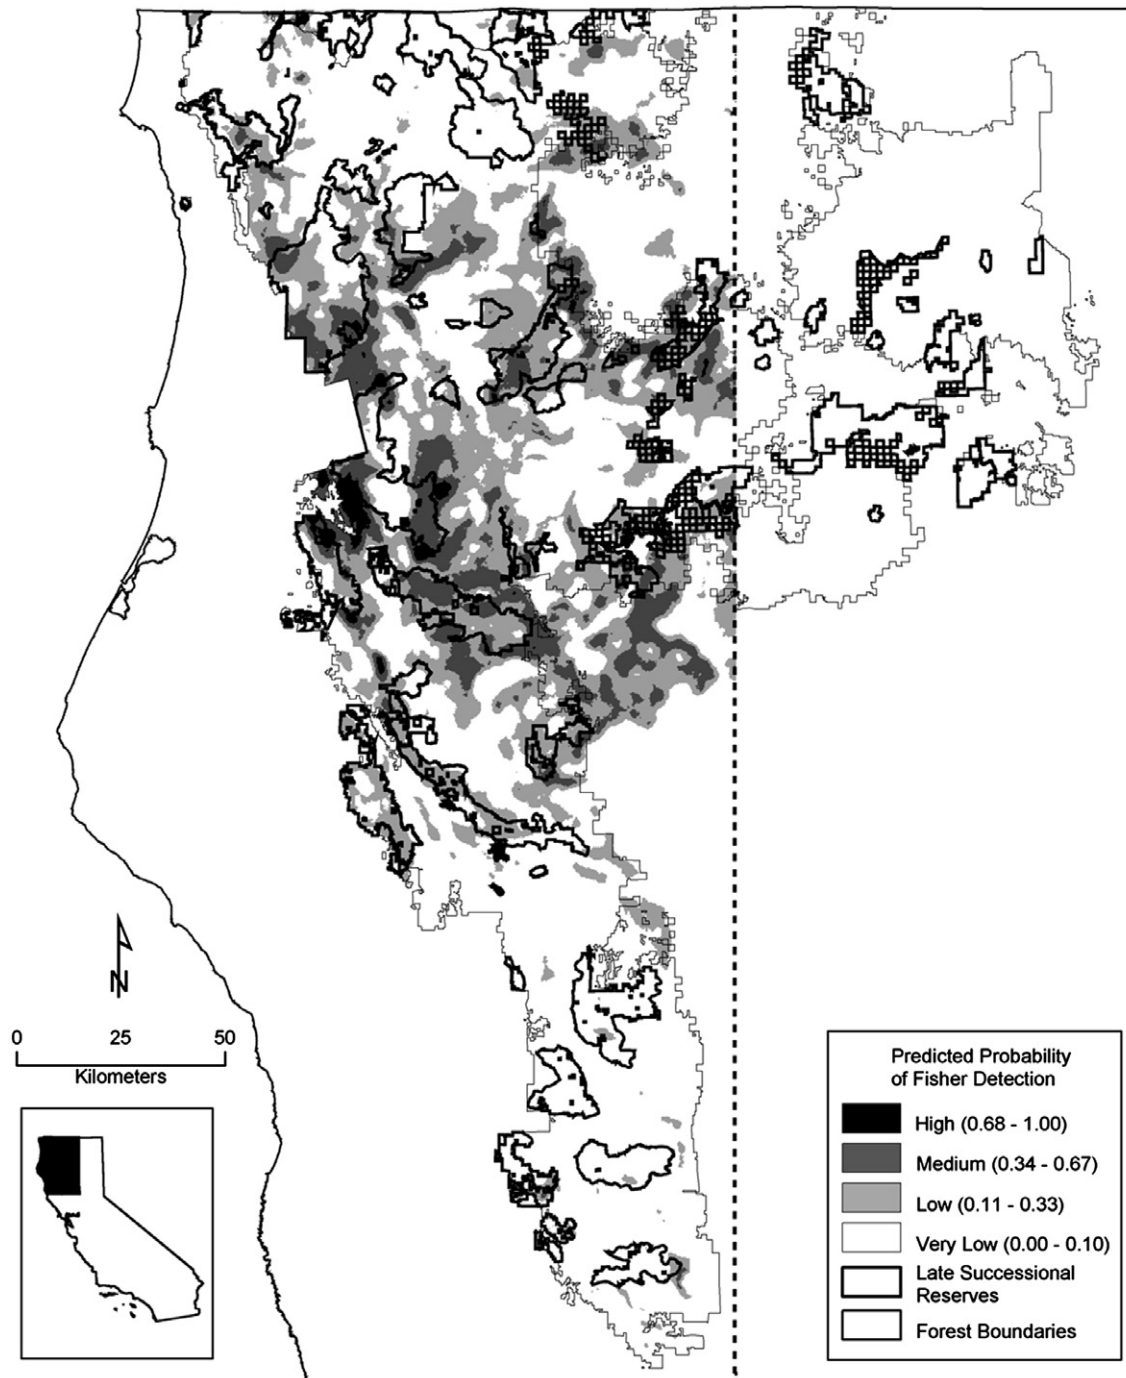 N
0 25 50
Kilometers
Predicted Probability
of Fisher Detection
High (0.68 - 1.00)
Medium (0.34 - 0.67)
Low (0.11 - 0.33)
Very Low (0.00 - 0.10)
Late Successional
Reserves
Forest Boundaries